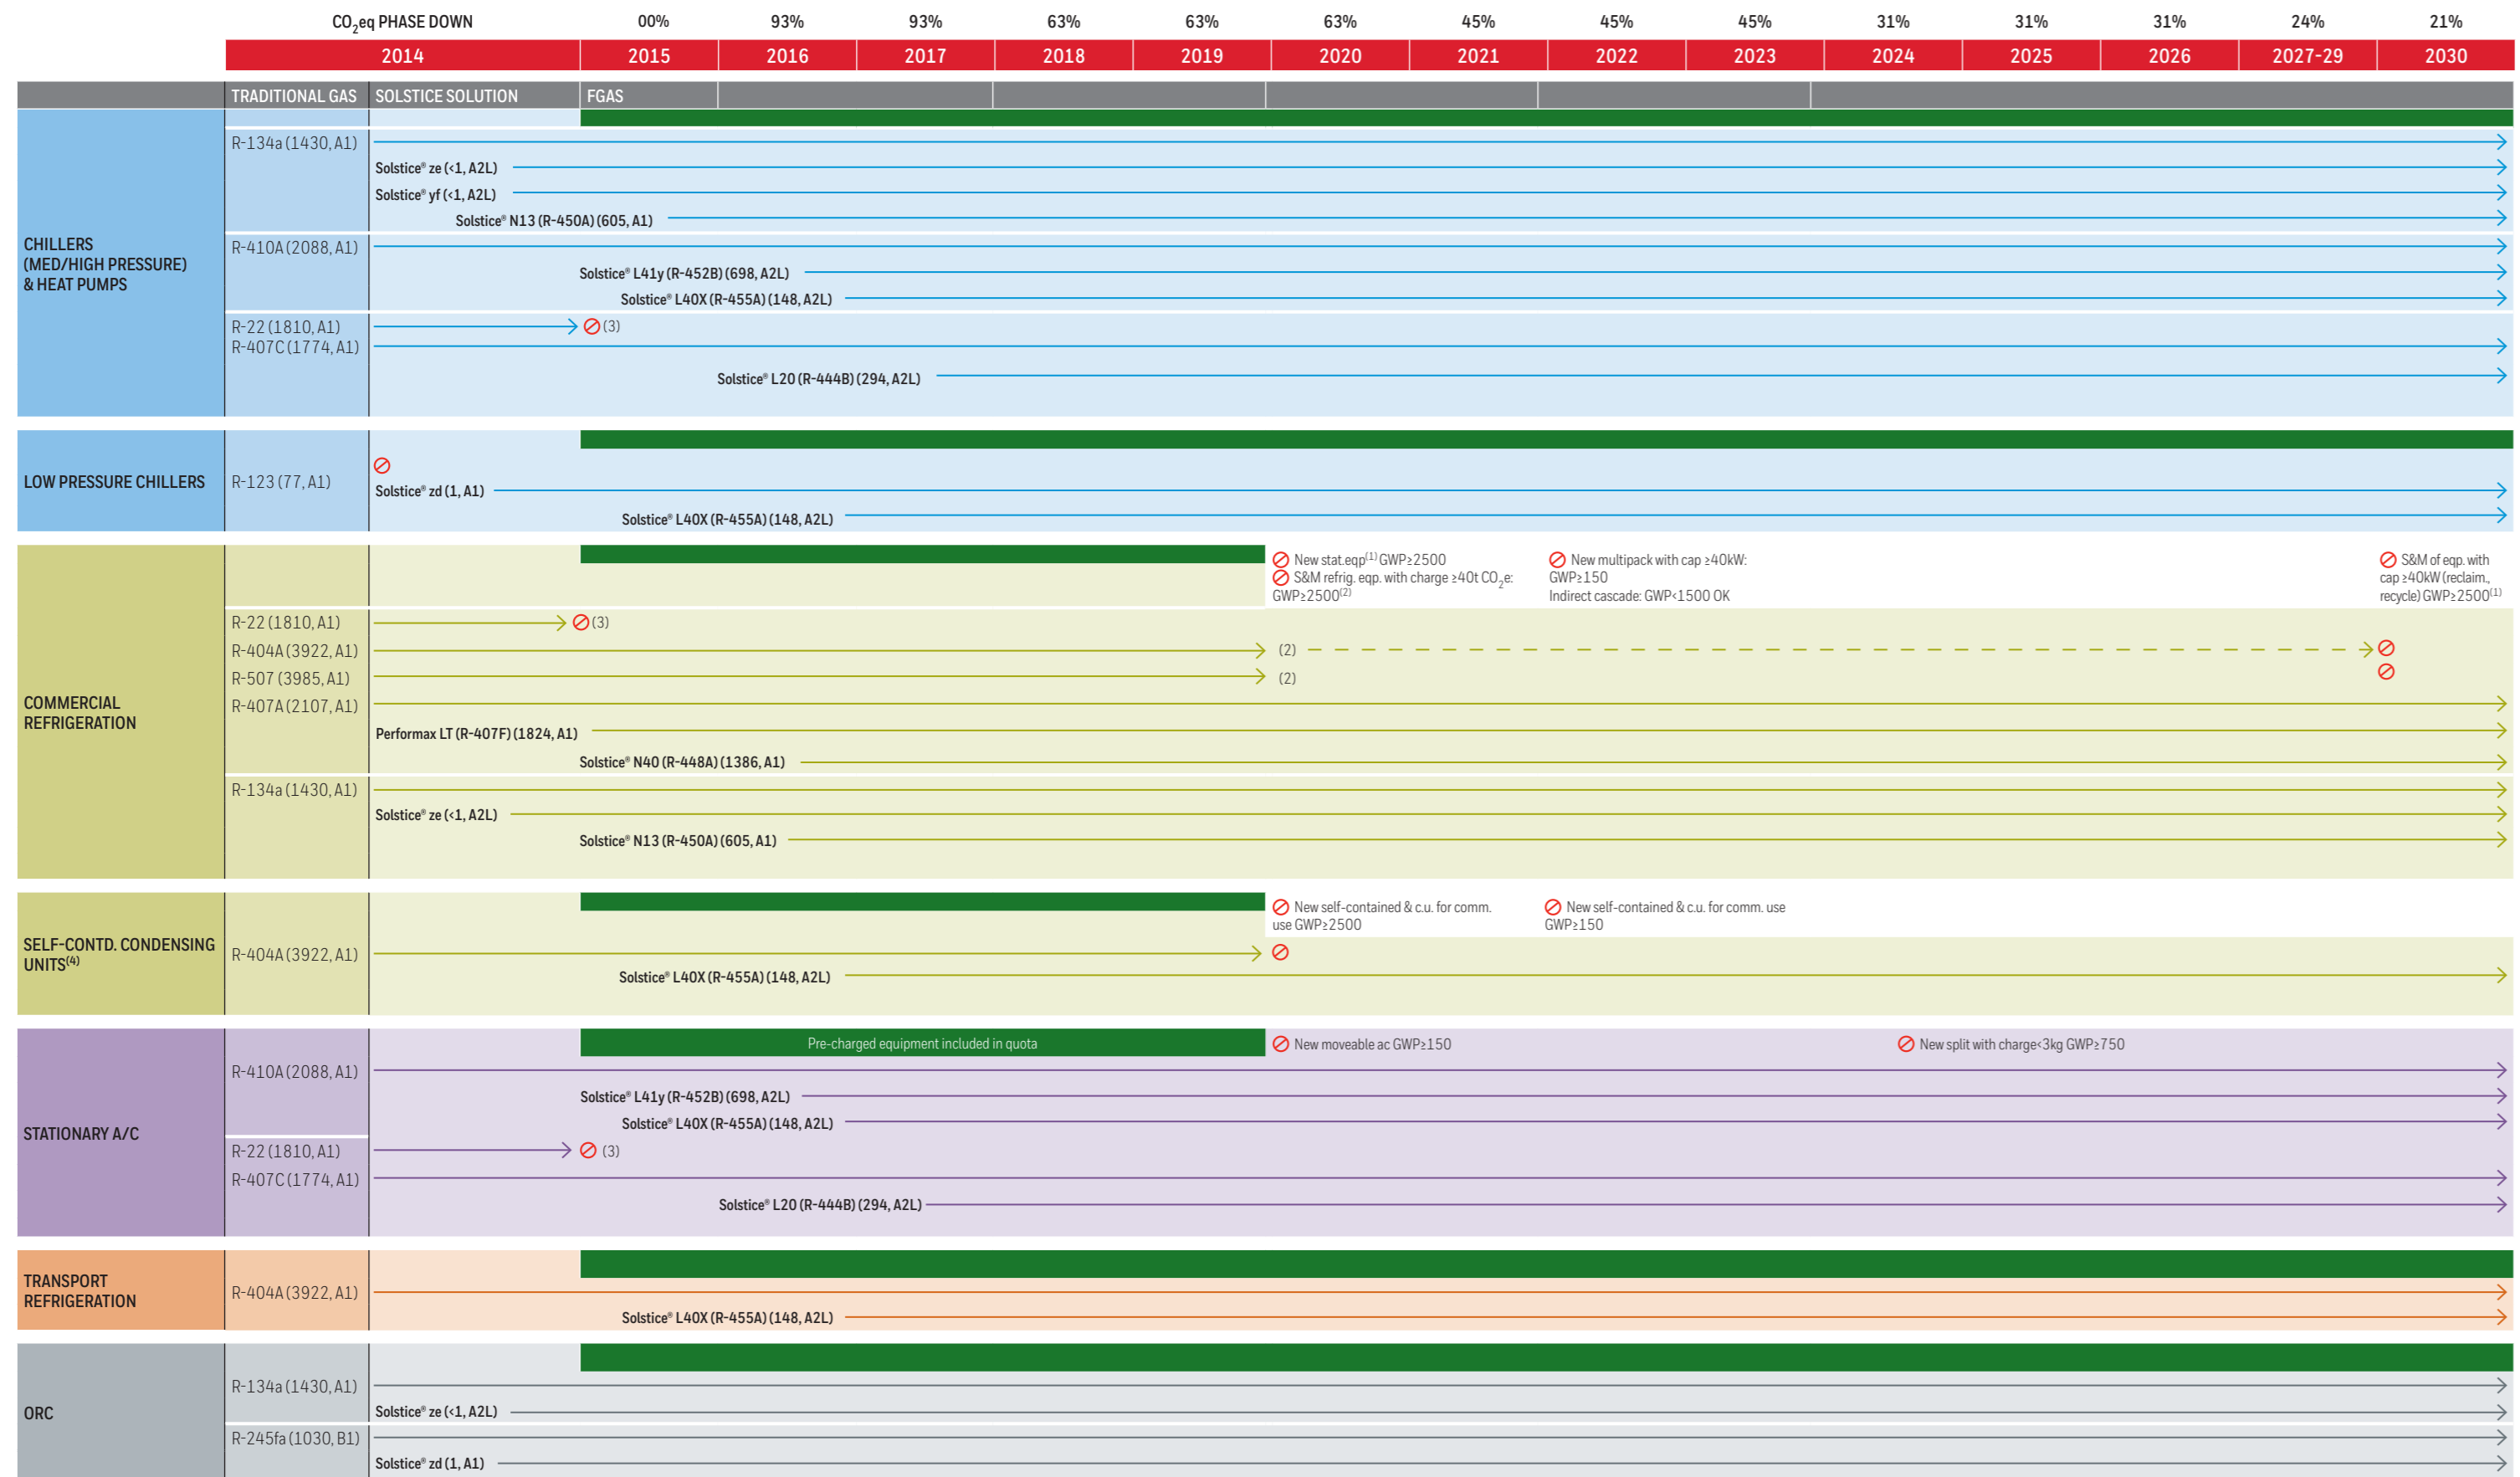 CO2eq PHASE DOWN 00% 93% 93% 63% 63% 63% 45% 45% 45% 31% 31% 31% 24% 21%
2014 2015 2016 2017 2018 2019 2020 2021 2022 2023 2024 2025 2026 2027-29 2030
TRADITIONAL GAS SOLSTICE SOLUTION FGAS
CHILLERS
(MED/HIGH PRESSURE)
& HEAT PUMPS
R-134a (1430, A1)
Solstice® ze (<1, A2L)
Solstice® yf (<1, A2L)
Solstice® N13 (R-450A) (605, A1)
R-410A (2088, A1)
Solstice® L41y (R-452B) (698, A2L)
Solstice® L40X (R-455A) (148, A2L)
R-22 (1810, A1) (3)
R-407C (1774, A1)
Solstice® L20 (R-444B) (294, A2L)
LOW PRESSURE CHILLERS
R-123 (77, A1)
Solstice® zd (1, A1)
Solstice® L40X (R-455A) (148, A2L)
COMMERCIAL
REFRIGERATION
New stat.eqp(1) GWP≥2500
S&M refrig. eqp. with charge ≥40t CO2e:
GWP≥2500(2)
New multipack with cap ≥40kW:
GWP≥150
Indirect cascade: GWP<1500 OK
S&M of eqp. with
cap ≥40kW (reclaim.,
recycle) GWP≥2500(1)
R-22 (1810, A1) (3)
R-404A (3922, A1) (2)
R-507 (3985, A1) (2)
R-407A (2107, A1)
Performax LT (R-407F) (1824, A1)
Solstice® N40 (R-448A) (1386, A1)
R-134a (1430, A1)
Solstice® ze (<1, A2L)
Solstice® N13 (R-450A) (605, A1)
SELF-CONTD. CONDENSING
UNITS(4)
New self-contained & c.u. for comm.
use GWP≥2500
New self-contained & c.u. for comm. use
GWP≥150
R-404A (3922, A1)
Solstice® L40X (R-455A) (148, A2L)
STATIONARY A/C
Pre-charged equipment included in quota
New moveable ac GWP≥150
New split with charge<3kg GWP≥750
R-410A (2088, A1)
Solstice® L41y (R-452B) (698, A2L)
Solstice® L40X (R-455A) (148, A2L)
R-22 (1810, A1) (3)
R-407C (1774, A1)
Solstice® L20 (R-444B) (294, A2L)
TRANSPORT
REFRIGERATION
R-404A (3922, A1)
Solstice® L40X (R-455A) (148, A2L)
ORC
R-134a (1430, A1)
Solstice® ze (<1, A2L)
R-245fa (1030, B1)
Solstice® zd (1, A1)